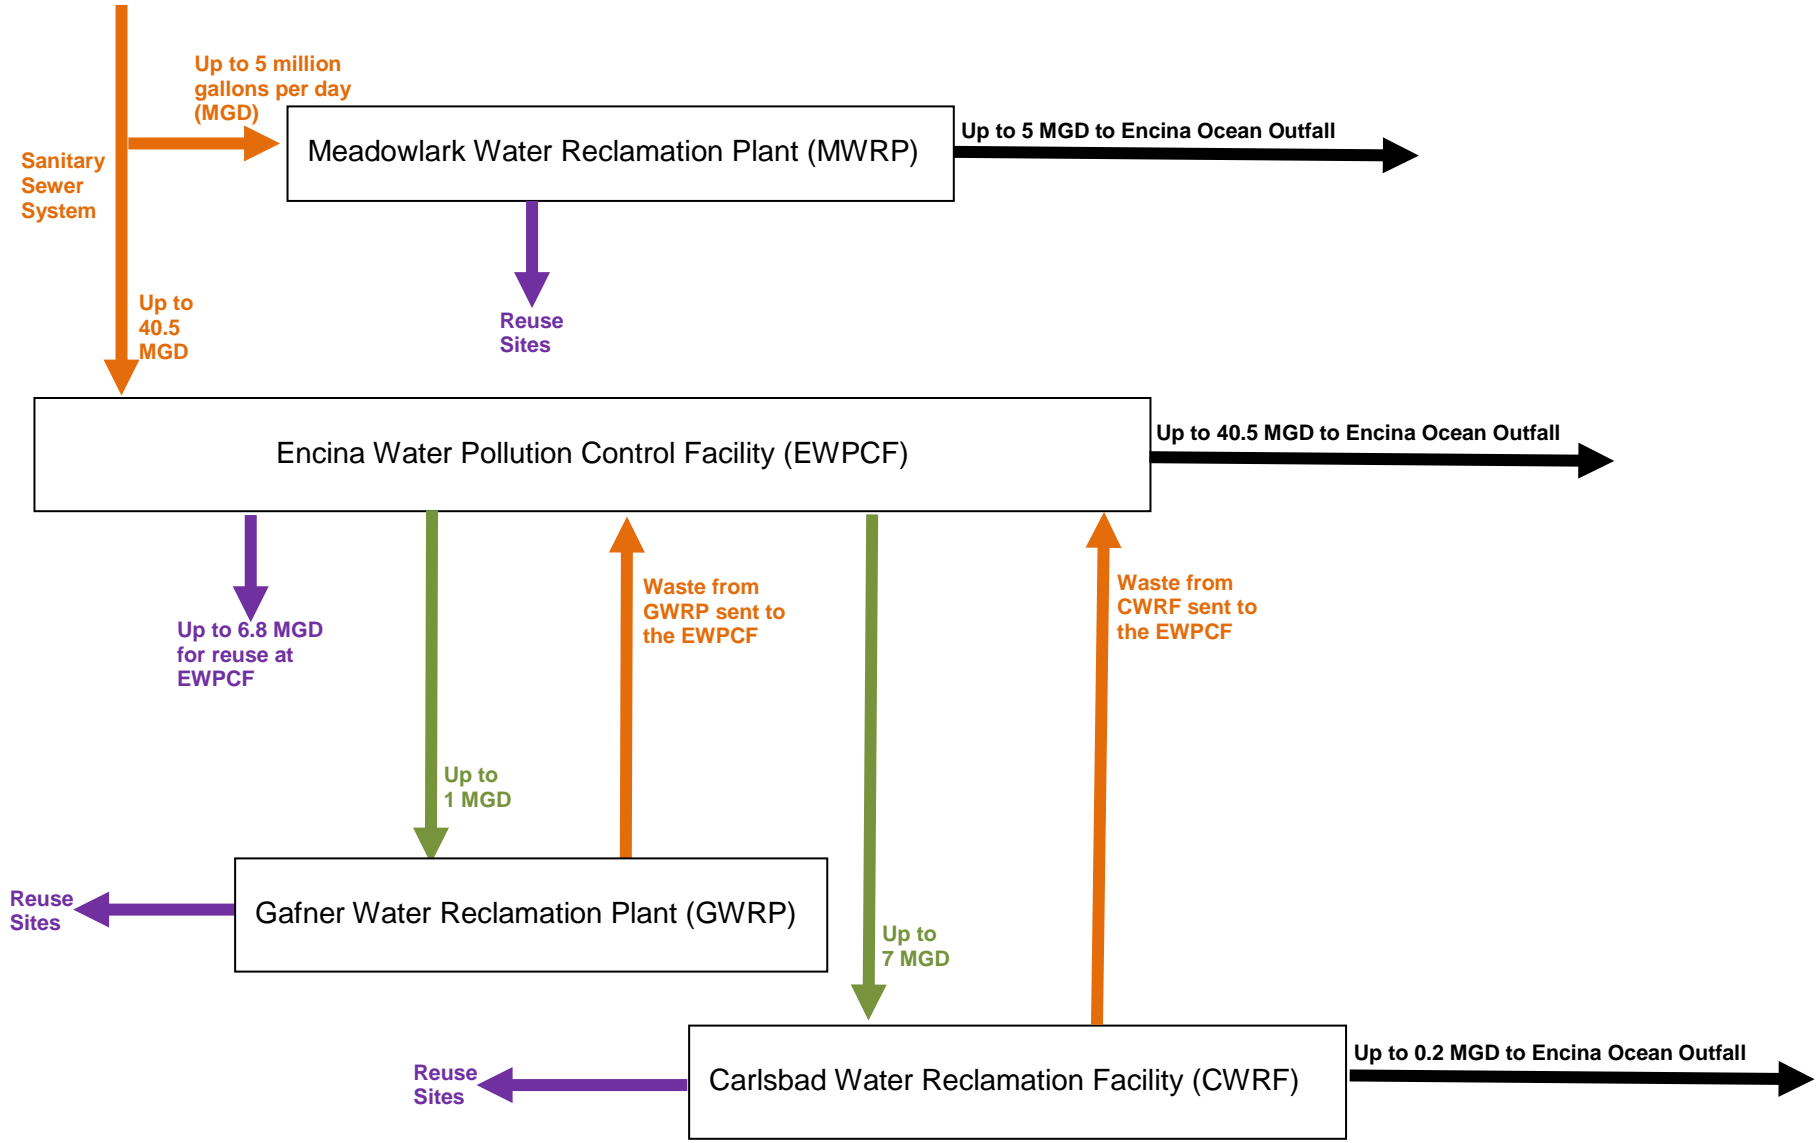 Up to 5 million
gallons per day
(MGD)
Sanitary
Sewer
System
Meadowlark Water Reclamation Plant (MWRP)
Up to 5 MGD to Encina Ocean Outfall
Reuse
Sites
Up to
40.5
MGD
Encina Water Pollution Control Facility (EWPCF)
Up to 40.5 MGD to Encina Ocean Outfall
Up to 6.8 MGD
for reuse at
EWPCF
Waste from
GWRP sent to
the EWPCF
Waste from
CWRF sent to
the EWPCF
Up to
1 MGD
Reuse
Sites
Gafner Water Reclamation Plant (GWRP)
Up to
7 MGD
Reuse
Sites
Carlsbad Water Reclamation Facility (CWRF)
Up to 0.2 MGD to Encina Ocean Outfall